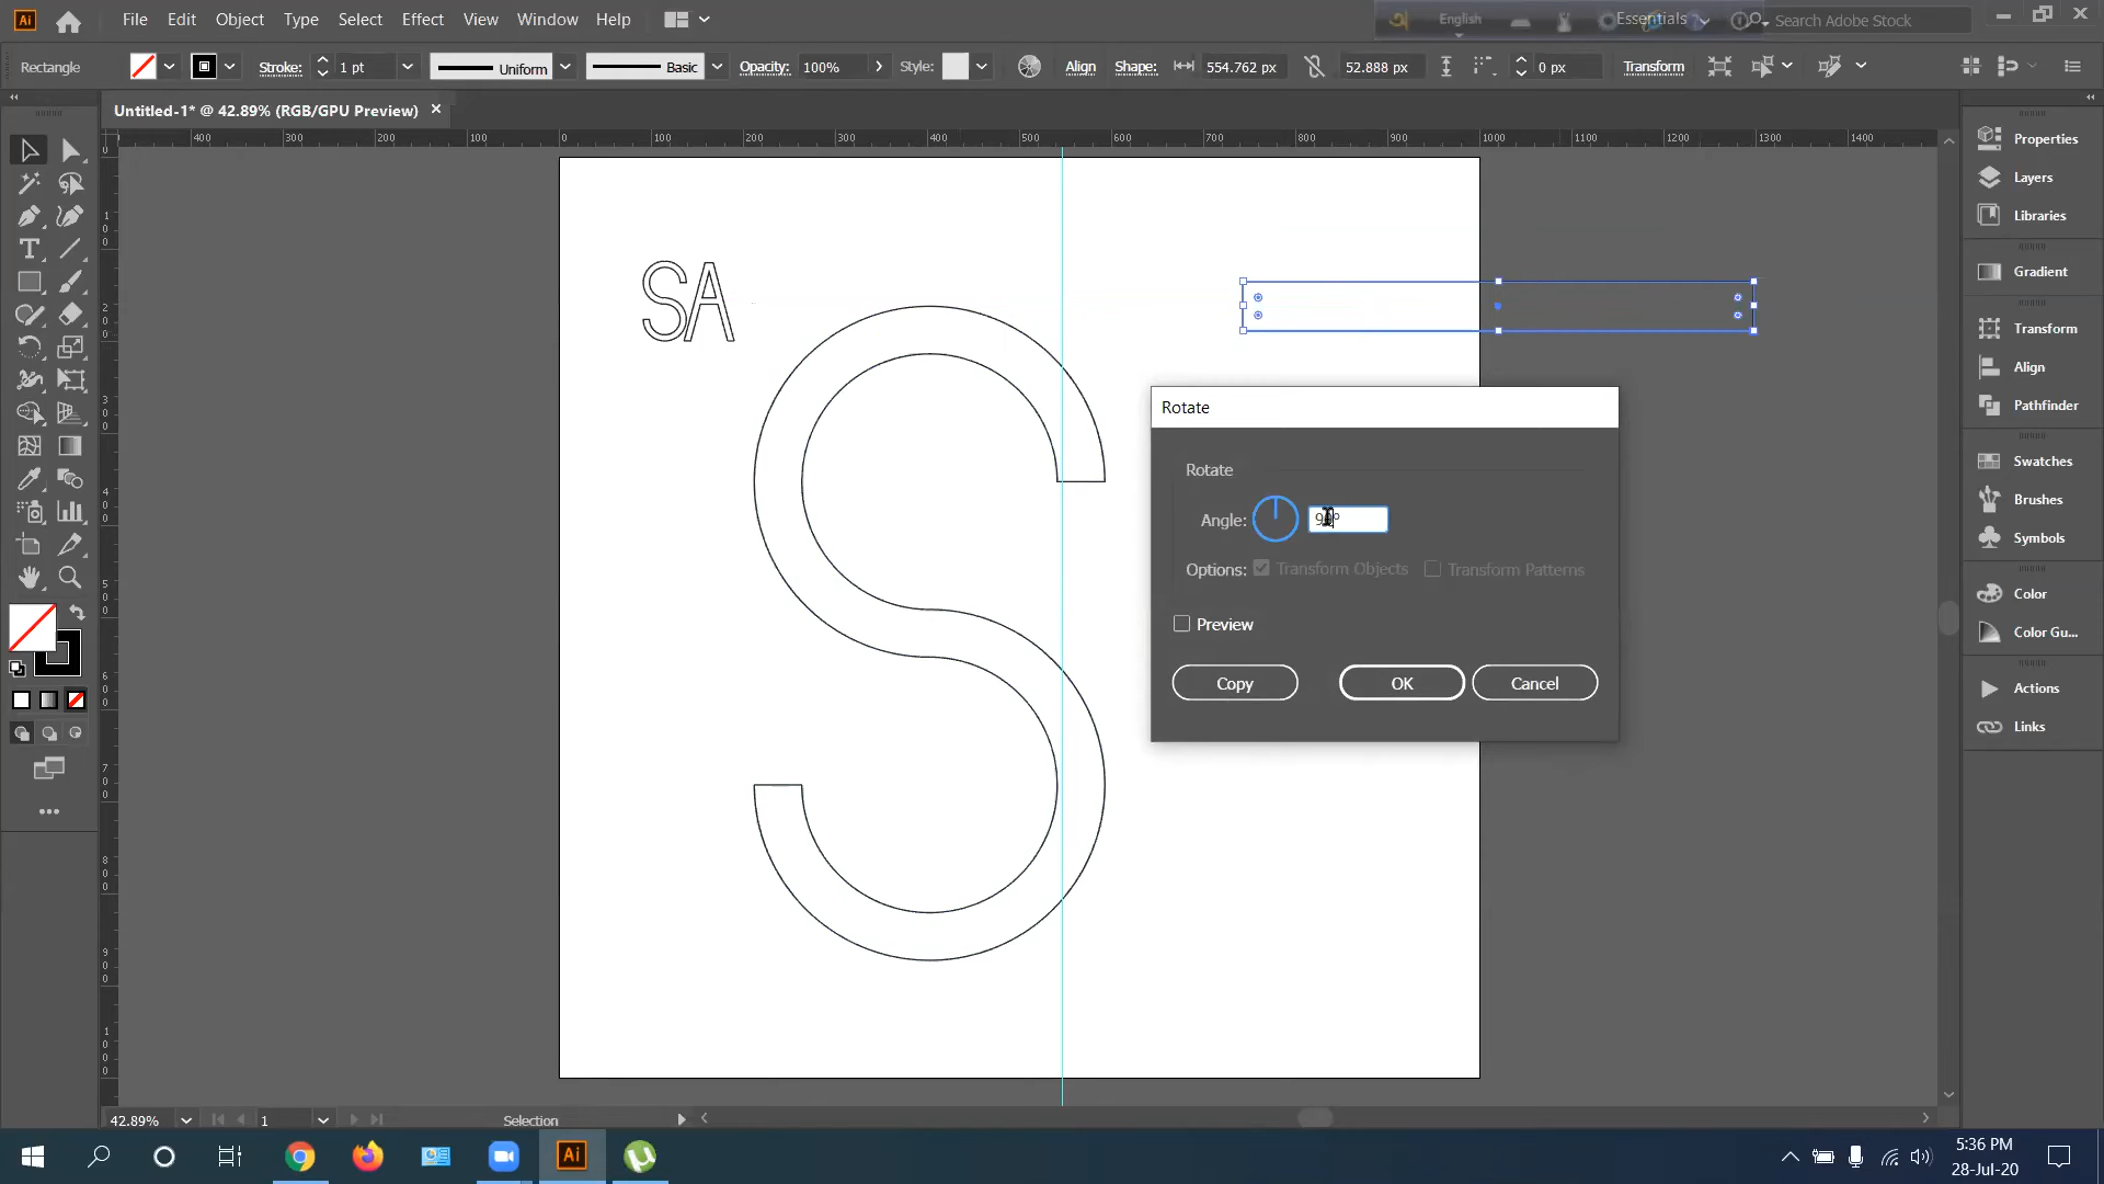 Ai File Edit Object Type Select Effect View Window Help English Essentials Search Adobe Stock
Rectangle Stroke: 1 pt Uniform Basic Opacity: 100% Style: Align Shape: 554.762 px 52.888 px 0 px Transform
Untitled-1* @ 42.89% (RGB/GPU Preview)
400 300 200 100 0 100 200 300 400 500 600 700 800 900 1000 1100 1200 1300 1400
Properties
Layers
Libraries
Gradient
SA
S
Transform
Align
Pathfinder
Rotate
Rotate
Angle:
Options: Transform Objects Transform Patterns
Preview
Copy OK Cancel
Swatches
Brushes
Symbols
Color
Color Gu...
Actions
Links
42.89% 1 Selection
Ai
5:36 PM
28-Jul-20